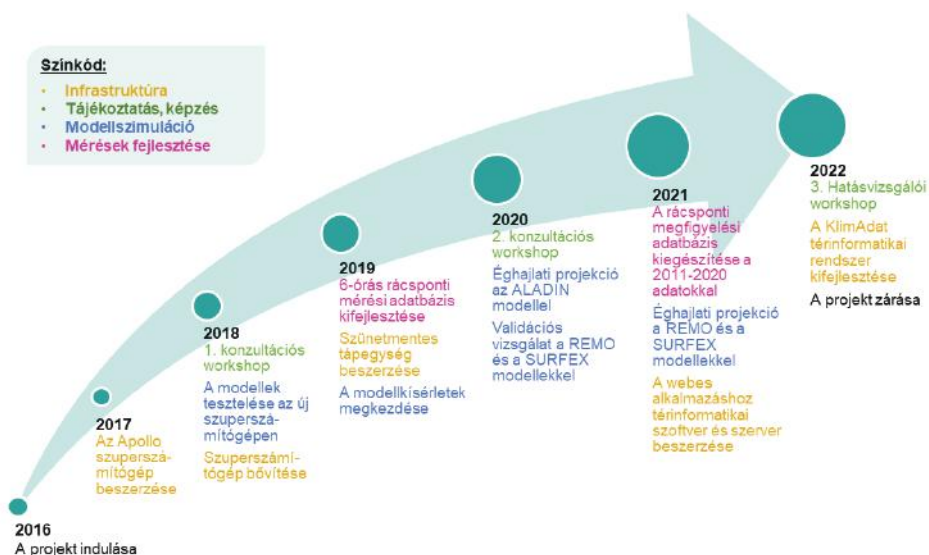 Színkód:
• Infrastruktúra
• Tájékoztatás, képzés
• Modellszimuláció
• Mérések fejlesztése
2016
A projekt indulása
2017
Az Apollo
szuperszá-
mítógép
beszerzése
2018
1. konzultációs
workshop
A modellek
tesztelése az új
szuperszá-
mítógépen
Szuperszámí-
tógép bővítése
2019
6-órás rácsponti
mérési adatbázis
kifejlesztése
Szünetmentes
tápegység
beszerzése
A modellkísérletek
megkezdése
2020
2. konzultációs
workshop
Éghajlati projekció
az ALADIN
modellel
Validációs
vizsgálat a REMO
és a SURFEX
modellekkel
2021
A rácsponti
megfigyelési
adatbázis
kiegészítése a
2011-2020
adatokkal
Éghajlati projekció
a REMO és a
SURFEX
modellekkel
A webes
alkalmazáshoz
térinformatikai
szoftver és szerver
beszerzése
2022
3. Hatásvizsgálói
workshop
A KlimAdat
térinformatikai
rendszer
kifejlesztése
A projekt zárása